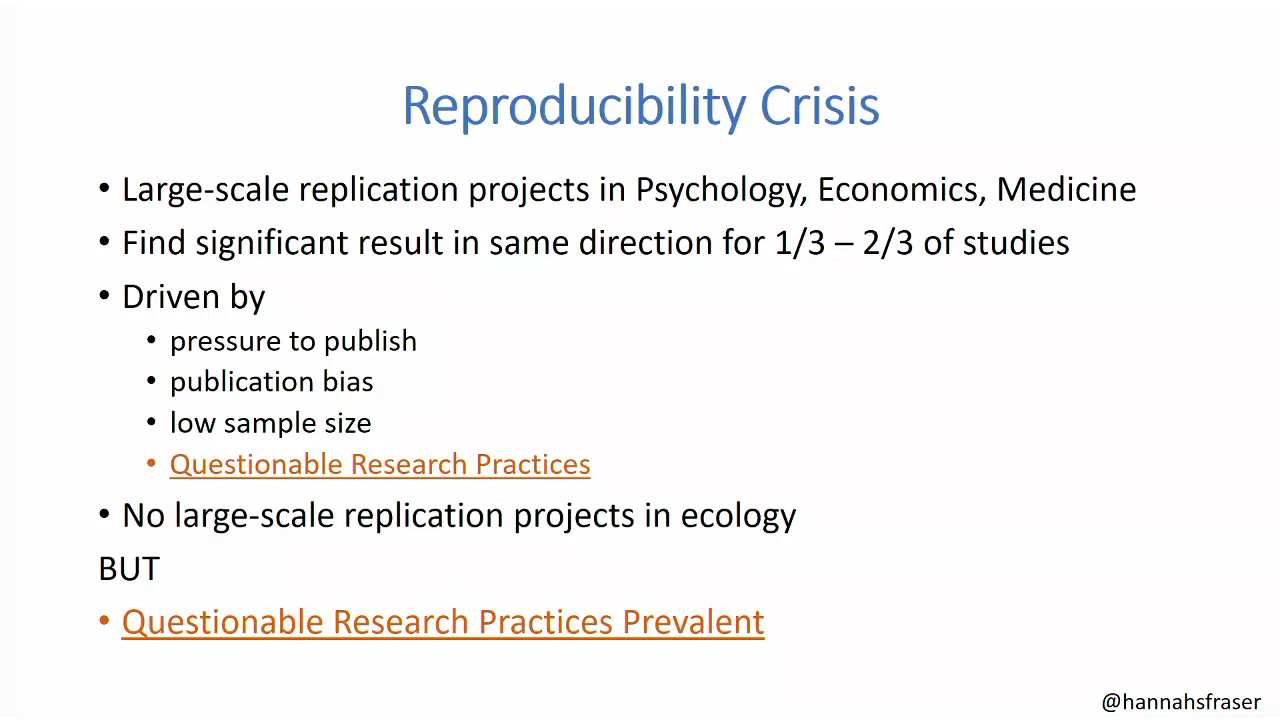 Reproducibility Crisis
• Large-scale replication projects in Psychology, Economics, Medicine
• Find significant result in same direction for 1/3 – 2/3 of studies
• Driven by
• pressure to publish
• publication bias
• low sample size
• Questionable Research Practices
• No large-scale replication projects in ecology
BUT
• Questionable Research Practices Prevalent
@hannahsfraser